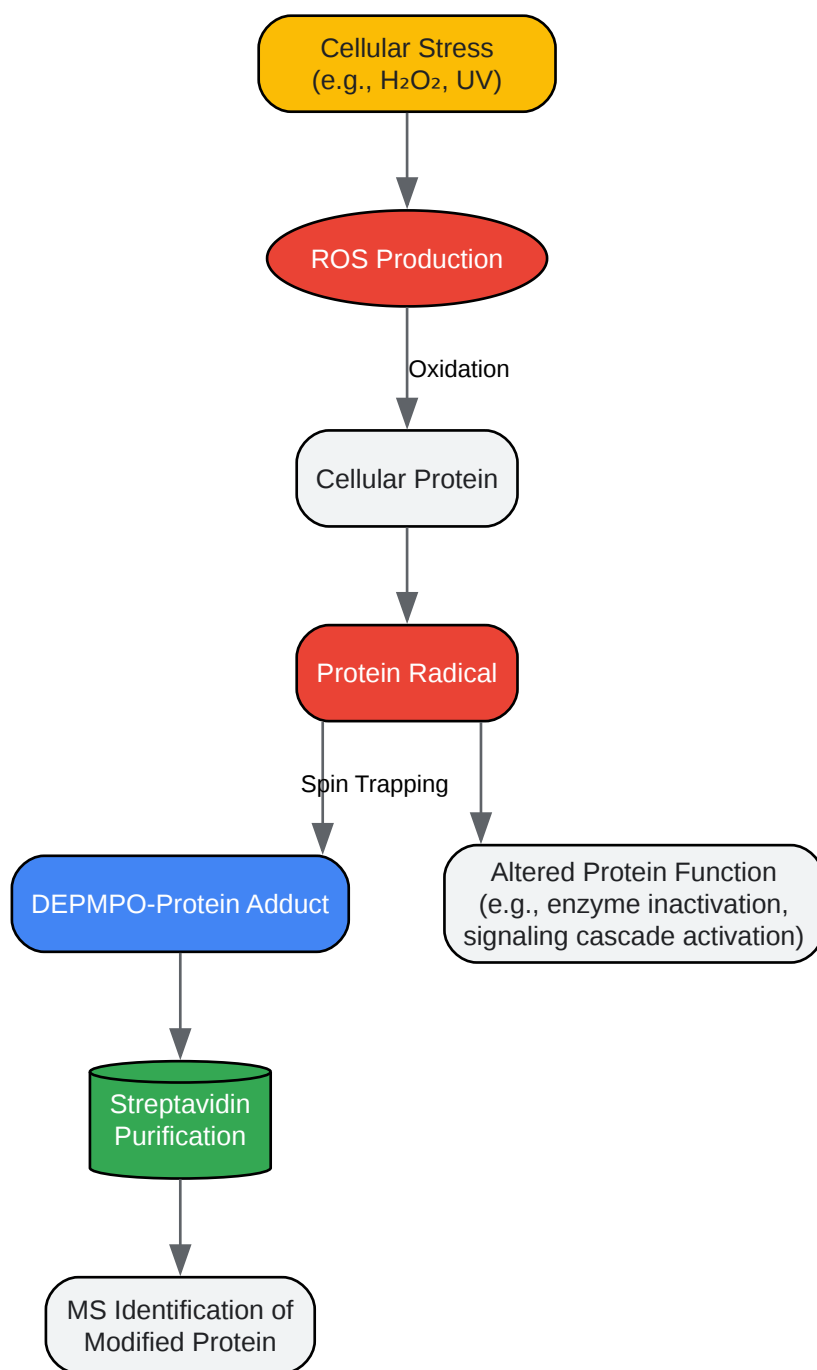 Cellular Stress
(e.g., H₂O₂, UV)
ROS Production
Oxidation
Cellular Protein
Protein Radical
Spin Trapping
DEPMPO-Protein Adduct
Altered Protein Function
(e.g., enzyme inactivation,
signaling cascade activation)
Streptavidin
Purification
MS Identification of
Modified Protein